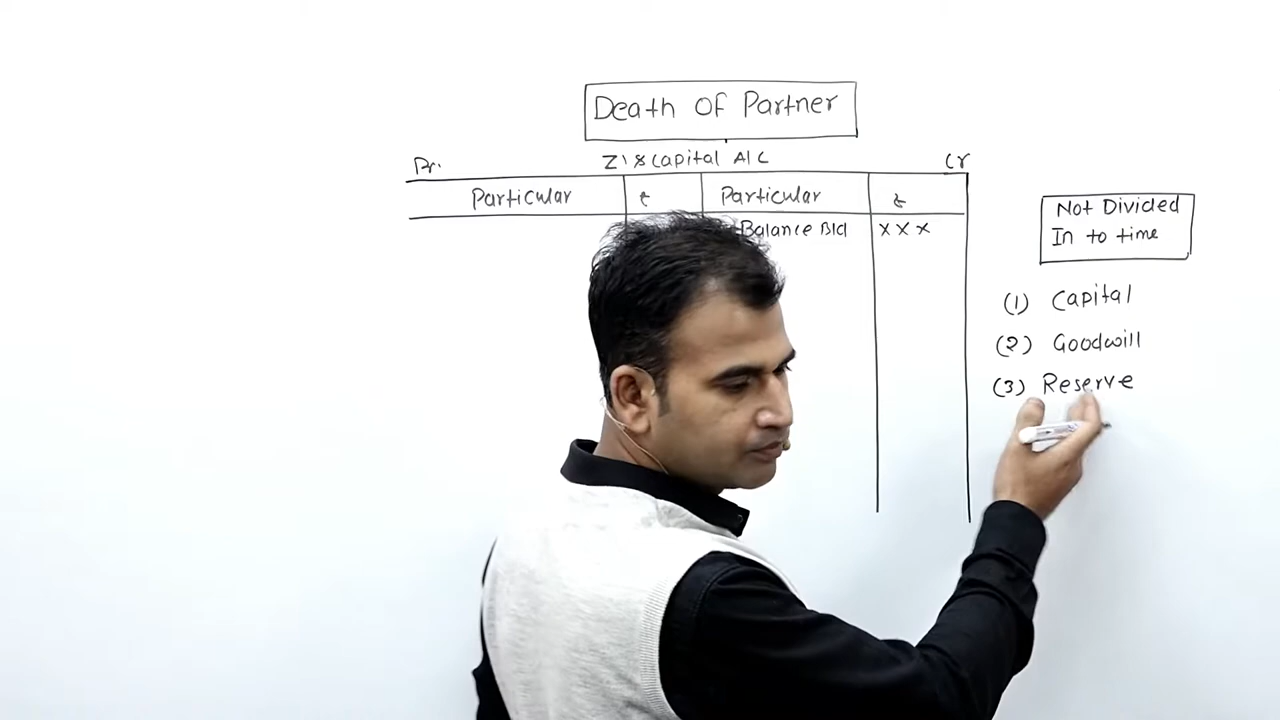 Death Of Partner
Dr. Z's Capital A/C Cr
Particular ₹ Particular ₹
Balance B/d x x x
Not Divided
In to time
(1) Capital
(2) Goodwill
(3) Reserve